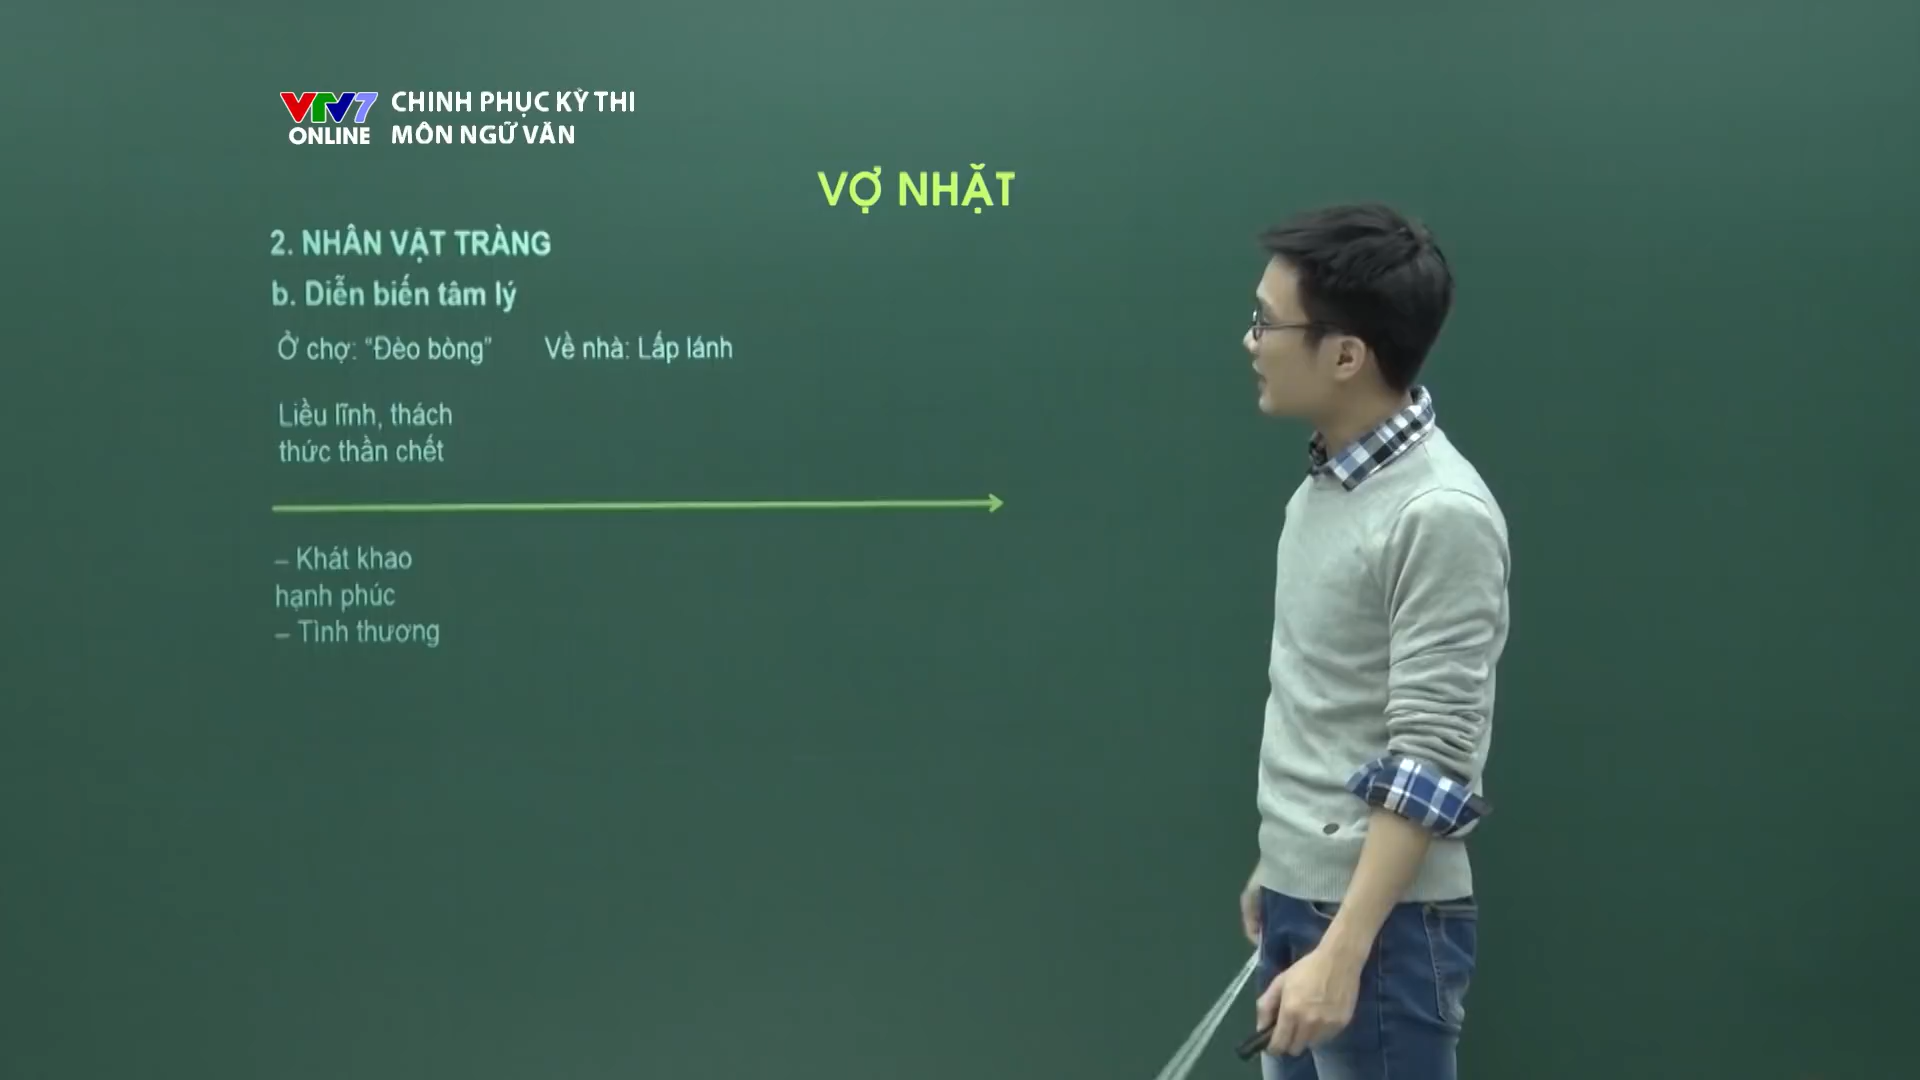 VTV7 CHINH PHỤC KỲ THI
ONLINE MÔN NGỮ VĂN
VỢ NHẶT
2. NHÂN VẬT TRÀNG
b. Diễn biến tâm lý
Ở chợ: “Đèo bòng” Về nhà: Lấp lánh
Liều lĩnh, thách
thức thần chết
– Khát khao
hạnh phúc
– Tình thương